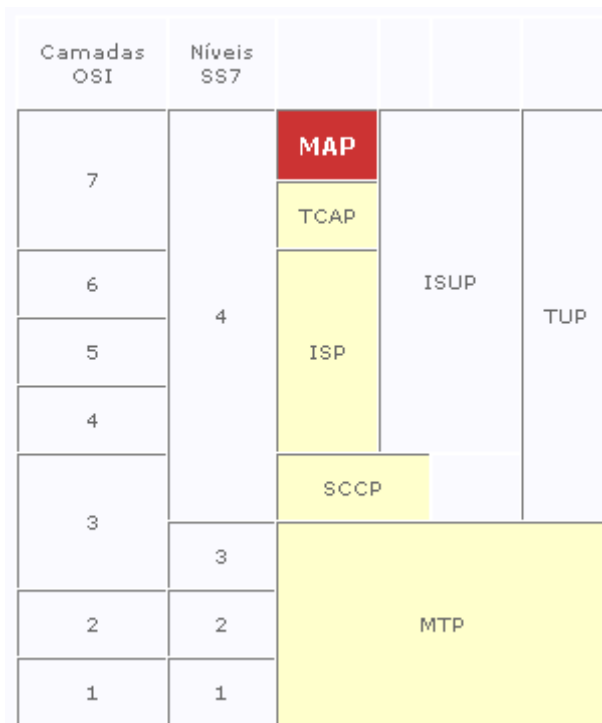 Camadas
OSI
Níveis
SS7
7
4
MAP
ISUP
TUP
TCAP
6
ISP
5
4
3
SCCP
3
MTP
2
2
1
1